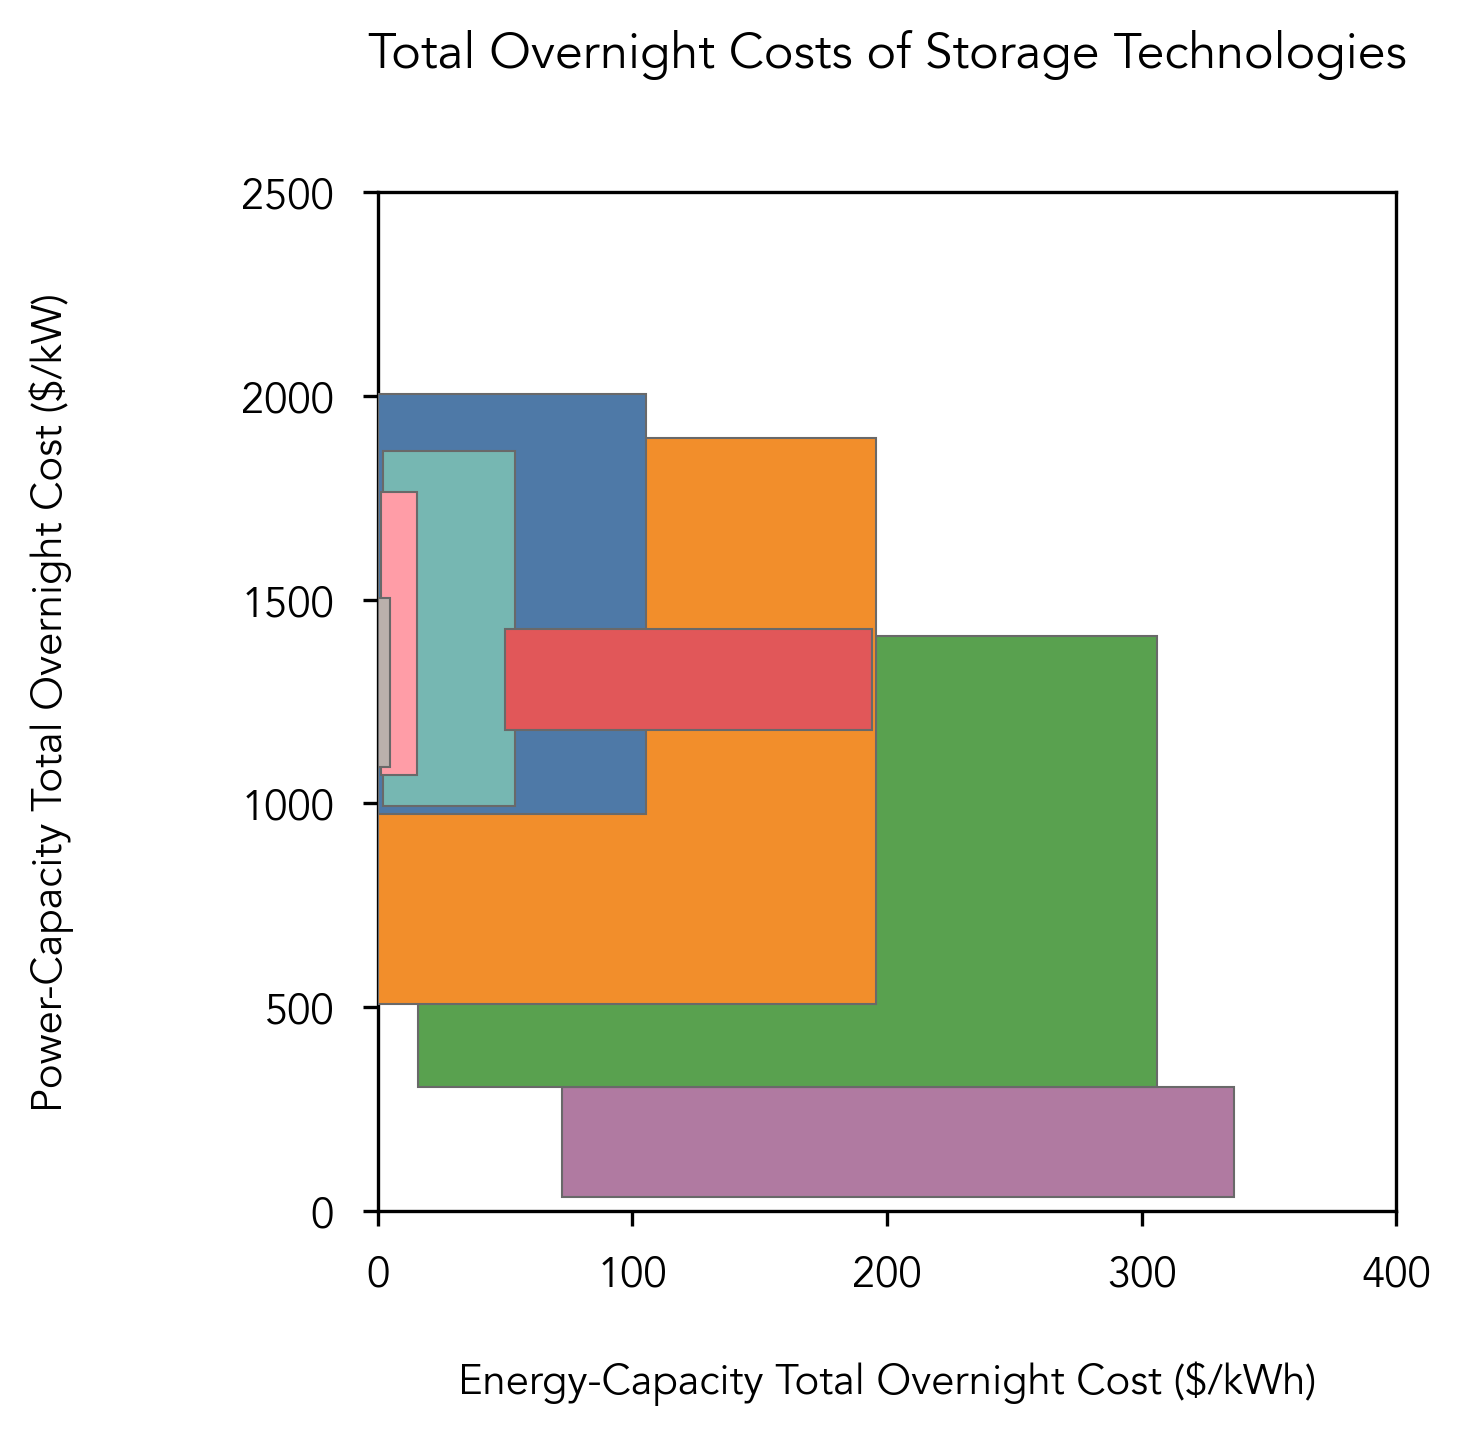 Total Overnight Costs of Storage Technologies
Power-Capacity Total Overnight Cost ($/kW)
2500
2000
1500
1000
500
0
0 100 200 300 400
Energy-Capacity Total Overnight Cost ($/kWh)